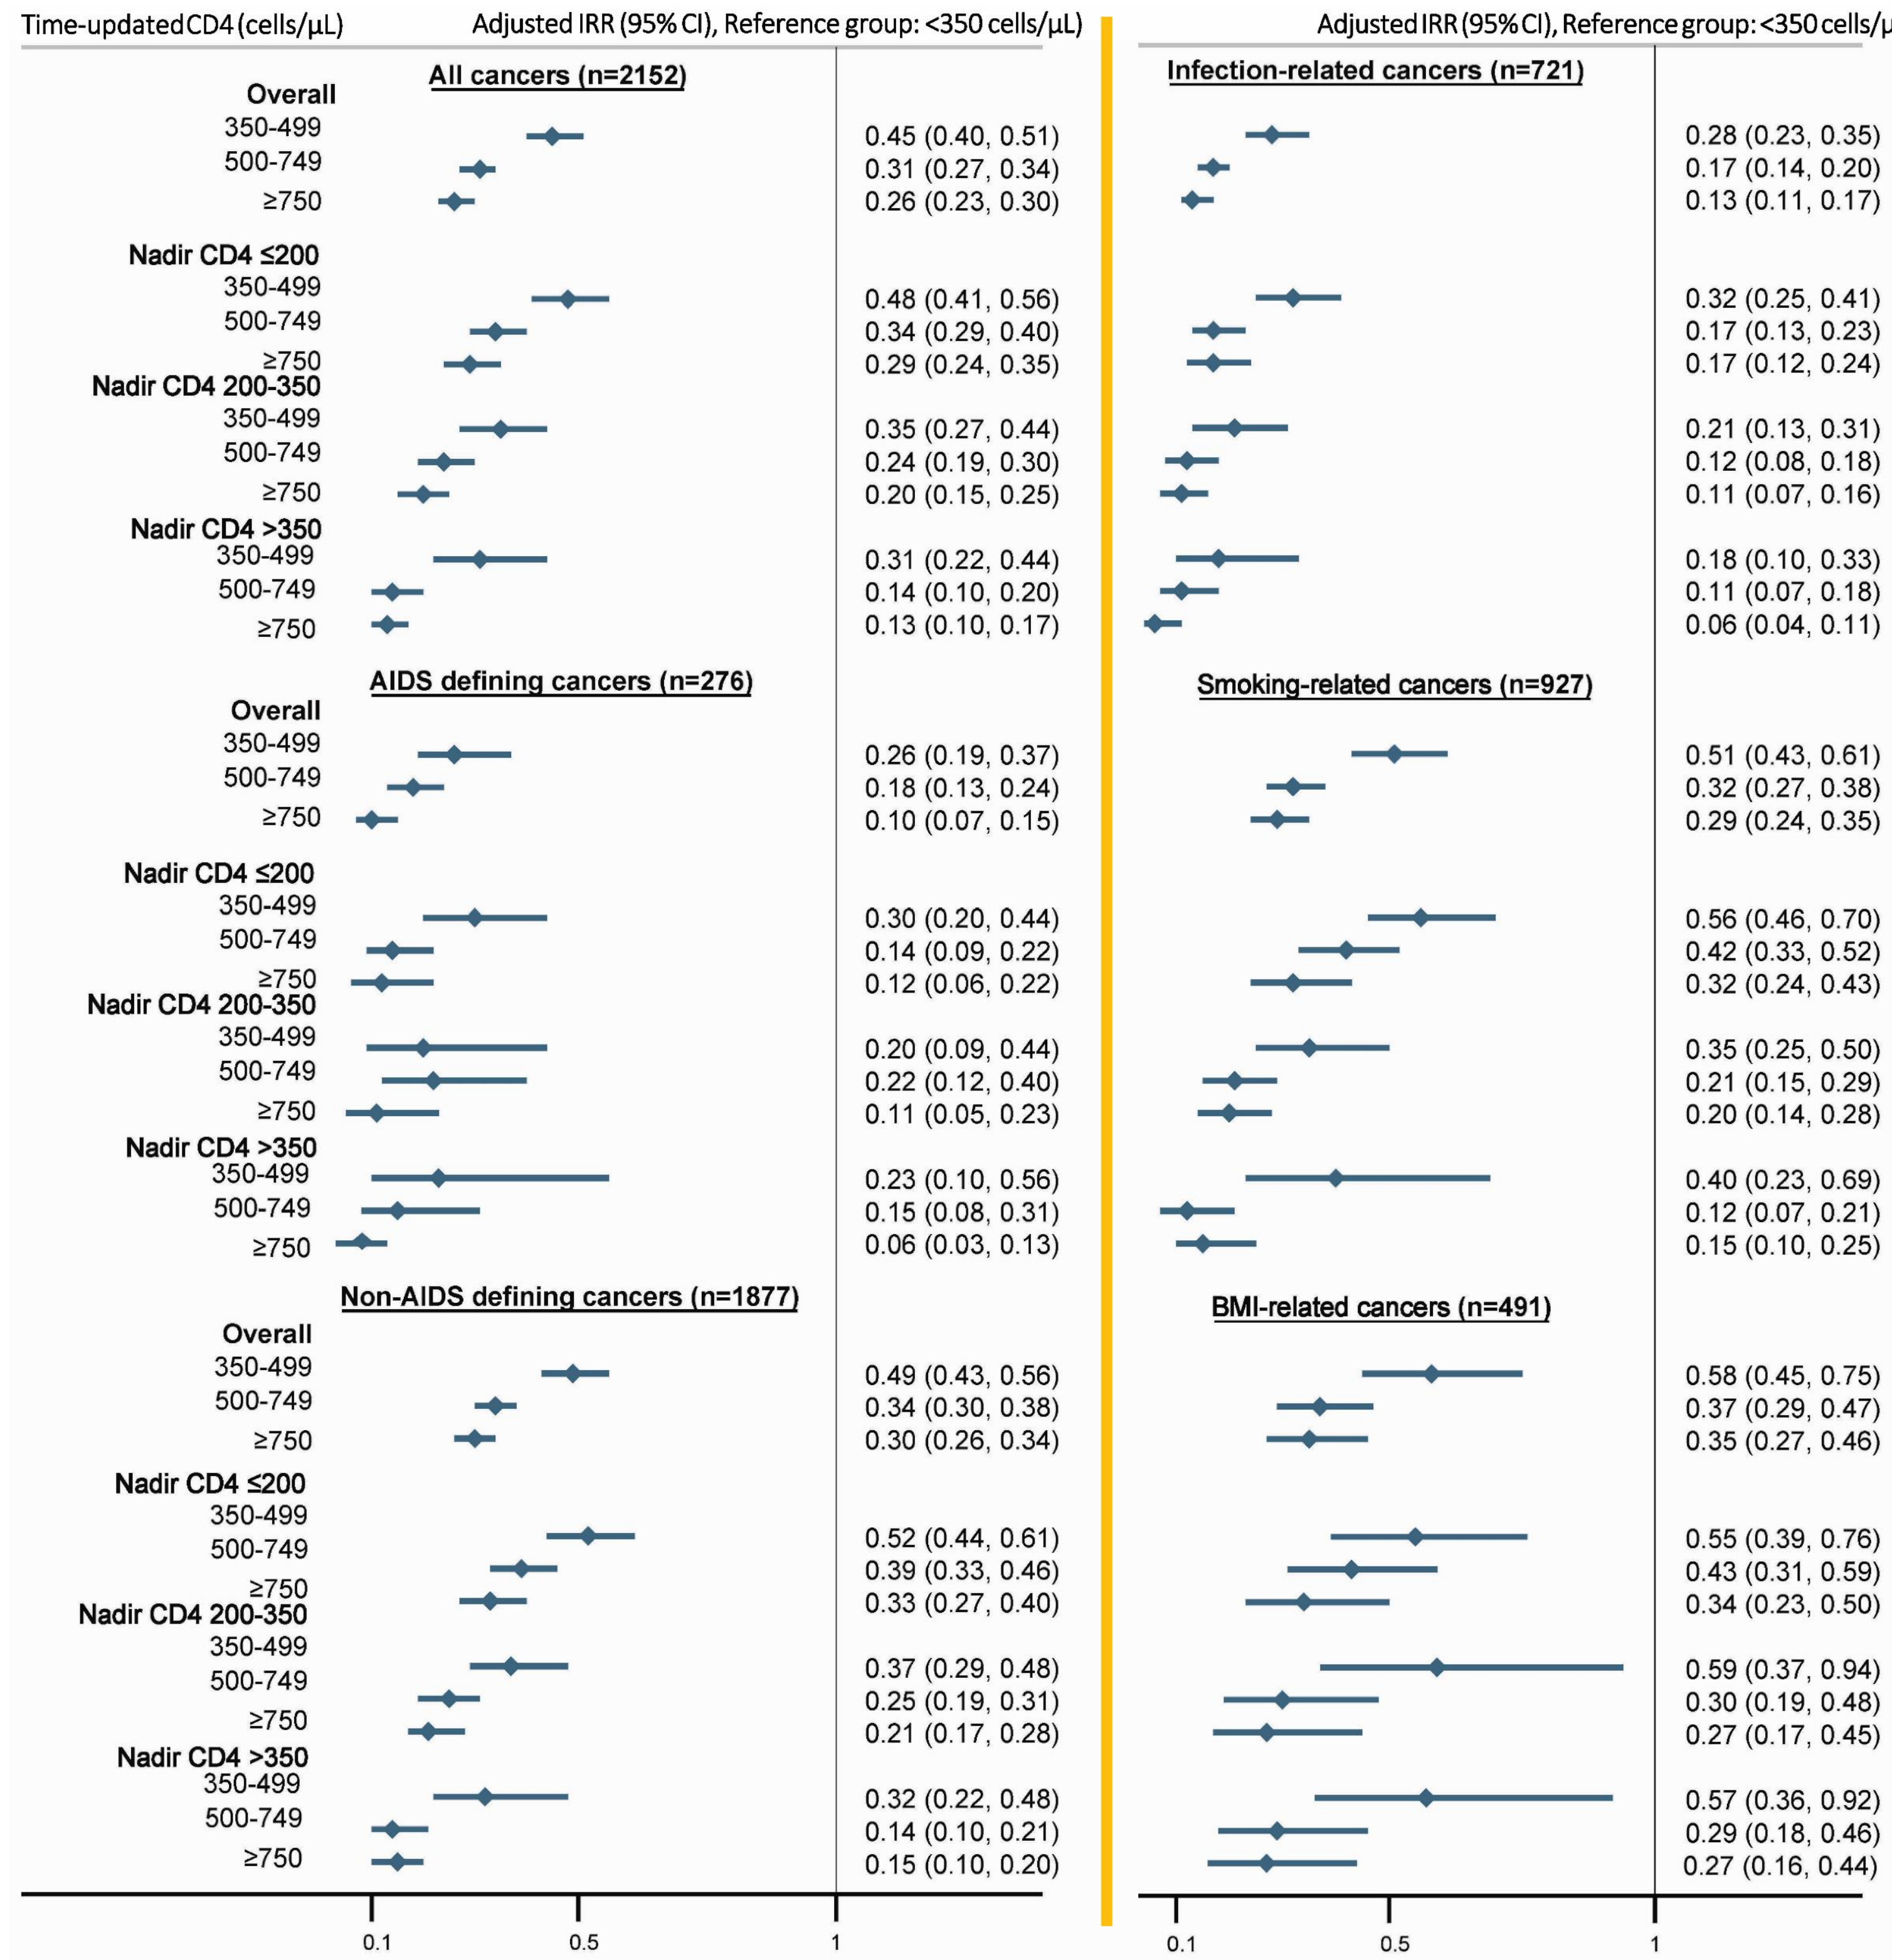 Time-updated CD4 (cells/μL) Adjusted IRR (95% CI), Reference group: <350 cells/μL)
All cancers (n=2152)
Overall
350-499 0.45 (0.40, 0.51)
500-749 0.31 (0.27, 0.34)
≥750 0.26 (0.23, 0.30)
Nadir CD4 ≤200
350-499 0.48 (0.41, 0.56)
500-749 0.34 (0.29, 0.40)
≥750 0.29 (0.24, 0.35)
Nadir CD4 200-350
350-499 0.35 (0.27, 0.44)
500-749 0.24 (0.19, 0.30)
≥750 0.20 (0.15, 0.25)
Nadir CD4 >350
350-499 0.31 (0.22, 0.44)
500-749 0.14 (0.10, 0.20)
≥750 0.13 (0.10, 0.17)
AIDS defining cancers (n=276)
Overall
350-499 0.26 (0.19, 0.37)
500-749 0.18 (0.13, 0.24)
≥750 0.10 (0.07, 0.15)
Nadir CD4 ≤200
350-499 0.30 (0.20, 0.44)
500-749 0.14 (0.09, 0.22)
≥750 0.12 (0.06, 0.22)
Nadir CD4 200-350
350-499 0.20 (0.09, 0.44)
500-749 0.22 (0.12, 0.40)
≥750 0.11 (0.05, 0.23)
Nadir CD4 >350
350-499 0.23 (0.10, 0.56)
500-749 0.15 (0.08, 0.31)
≥750 0.06 (0.03, 0.13)
Non-AIDS defining cancers (n=1877)
Overall
350-499 0.49 (0.43, 0.56)
500-749 0.34 (0.30, 0.38)
≥750 0.30 (0.26, 0.34)
Nadir CD4 ≤200
350-499 0.52 (0.44, 0.61)
500-749 0.39 (0.33, 0.46)
≥750 0.33 (0.27, 0.40)
Nadir CD4 200-350
350-499 0.37 (0.29, 0.48)
500-749 0.25 (0.19, 0.31)
≥750 0.21 (0.17, 0.28)
Nadir CD4 >350
350-499 0.32 (0.22, 0.48)
500-749 0.14 (0.10, 0.21)
≥750 0.15 (0.10, 0.20)
0.1 0.5 1
Adjusted IRR (95% CI), Reference group: <350 cells/μ
Infection-related cancers (n=721)
0.28 (0.23, 0.35)
0.17 (0.14, 0.20)
0.13 (0.11, 0.17)
0.32 (0.25, 0.41)
0.17 (0.13, 0.23)
0.17 (0.12, 0.24)
0.21 (0.13, 0.31)
0.12 (0.08, 0.18)
0.11 (0.07, 0.16)
0.18 (0.10, 0.33)
0.11 (0.07, 0.18)
0.06 (0.04, 0.11)
Smoking-related cancers (n=927)
0.51 (0.43, 0.61)
0.32 (0.27, 0.38)
0.29 (0.24, 0.35)
0.56 (0.46, 0.70)
0.42 (0.33, 0.52)
0.32 (0.24, 0.43)
0.35 (0.25, 0.50)
0.21 (0.15, 0.29)
0.20 (0.14, 0.28)
0.40 (0.23, 0.69)
0.12 (0.07, 0.21)
0.15 (0.10, 0.25)
BMI-related cancers (n=491)
0.58 (0.45, 0.75)
0.37 (0.29, 0.47)
0.35 (0.27, 0.46)
0.55 (0.39, 0.76)
0.43 (0.31, 0.59)
0.34 (0.23, 0.50)
0.59 (0.37, 0.94)
0.30 (0.19, 0.48)
0.27 (0.17, 0.45)
0.57 (0.36, 0.92)
0.29 (0.18, 0.46)
0.27 (0.16, 0.44)
0.1 0.5 1